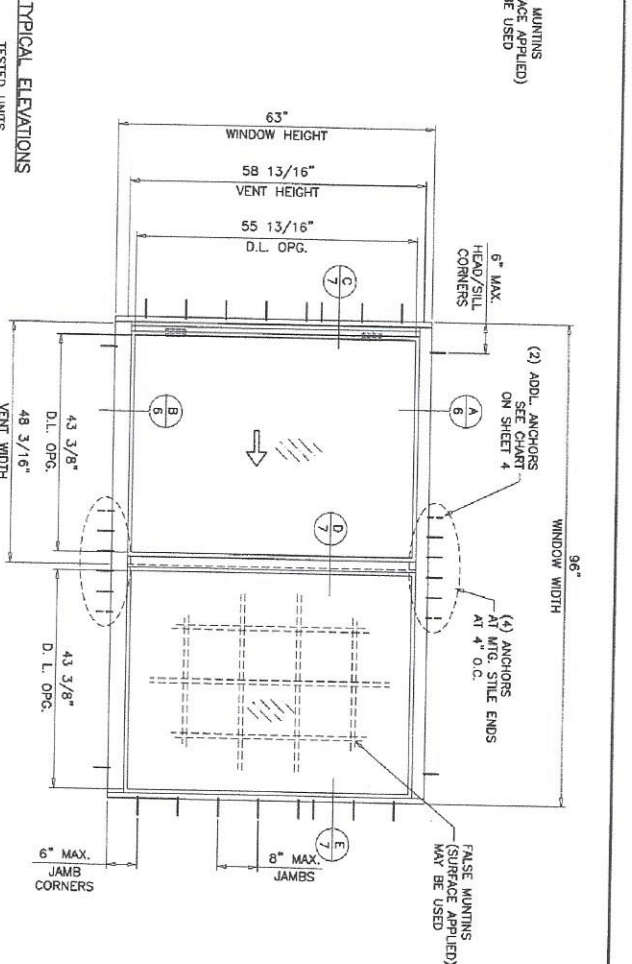 MUNTINS
APPLIED)
USED
96"
WINDOW WIDTH
(2) ADDL. ANCHORS
SEE CHART
ON SHEET 4
(4) ANCHORS
AT MTG. STILE ENDS
AT 4" O.C.
FALSE MUNTINS
(SURFACE APPLIED)
MAY BE USED
6" MAX.
HEAD/SILL
CORNERS
63"
WINDOW HEIGHT
58 13/16"
VENT HEIGHT
55 13/16"
D.L. OPG.
C
7
A
6
B
6
D
7
E
7
43 3/8"
D.L. OPG.
48 3/16"
VENT WIDTH
43 3/8"
D. L. OPG.
8" MAX.
JAMBS
6" MAX.
JAMB
CORNERS
TYPICAL ELEVATIONS
TESTED UNITS